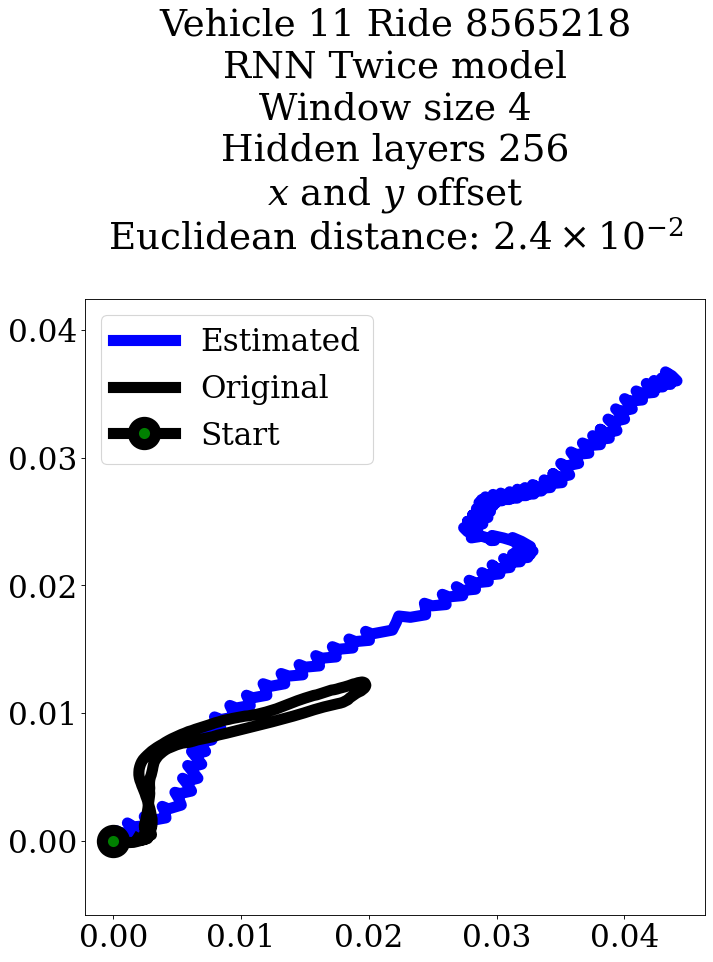 Vehicle 11 Ride 8565218
RNN Twice model
Window size 4
Hidden layers 256
x and y offset
Euclidean distance: 2.4 × 10⁻²
0.04
0.03
0.02
0.01
0.00
Estimated
Original
Start
0.00 0.01 0.02 0.03 0.04